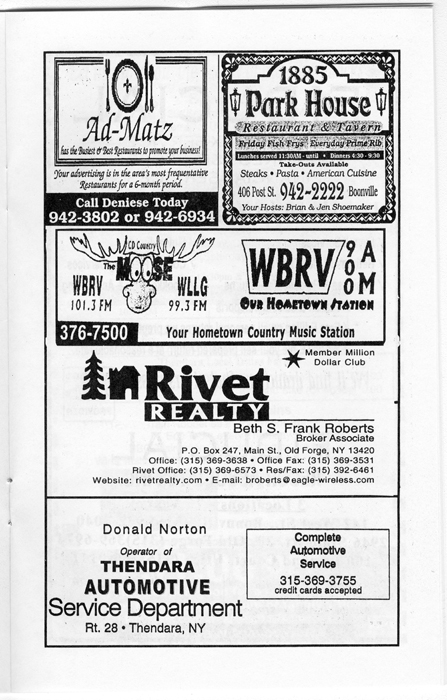 Ad-Matz
has the Busiest & Best Restaurants to promote your business!
Your advertising is in the area's most frequentative
Restaurants for a 6-month period.
Call Deniese Today
942-3802 or 942-6934
1885
Park House
Restaurant & Tavern
Friday Fish Frys Everyday Prime Rib
Lunches served 11:30AM - until • Dinners 4:30 - 9:30
Take-Outs Available
Steaks • Pasta • American Cuisine
406 Post St. 942-2222 Boonville
Your Hosts: Brian & Jen Shoemaker
CD Country
The MOOSE
WBRV
101.3 FM
WLLG
99.3 FM
WBRV 900 AM
OUR HOMETOWN STATION
376-7500 Your Hometown Country Music Station
Member Million
Dollar Club
Rivet
REALTY
Beth S. Frank Roberts
Broker Associate
P.O. Box 247, Main St., Old Forge, NY 13420
Office: (315) 369-3638 • Office Fax: (315) 369-3531
Rivet Office: (315) 369-6573 • Res/Fax: (315) 392-6461
Website: rivetrealty.com • E-mail: broberts@eagle-wireless.com
Donald Norton
Operator of
THENDARA
AUTOMOTIVE
Service Department
Rt. 28 • Thendara, NY
Complete
Automotive
Service
315-369-3755
credit cards accepted